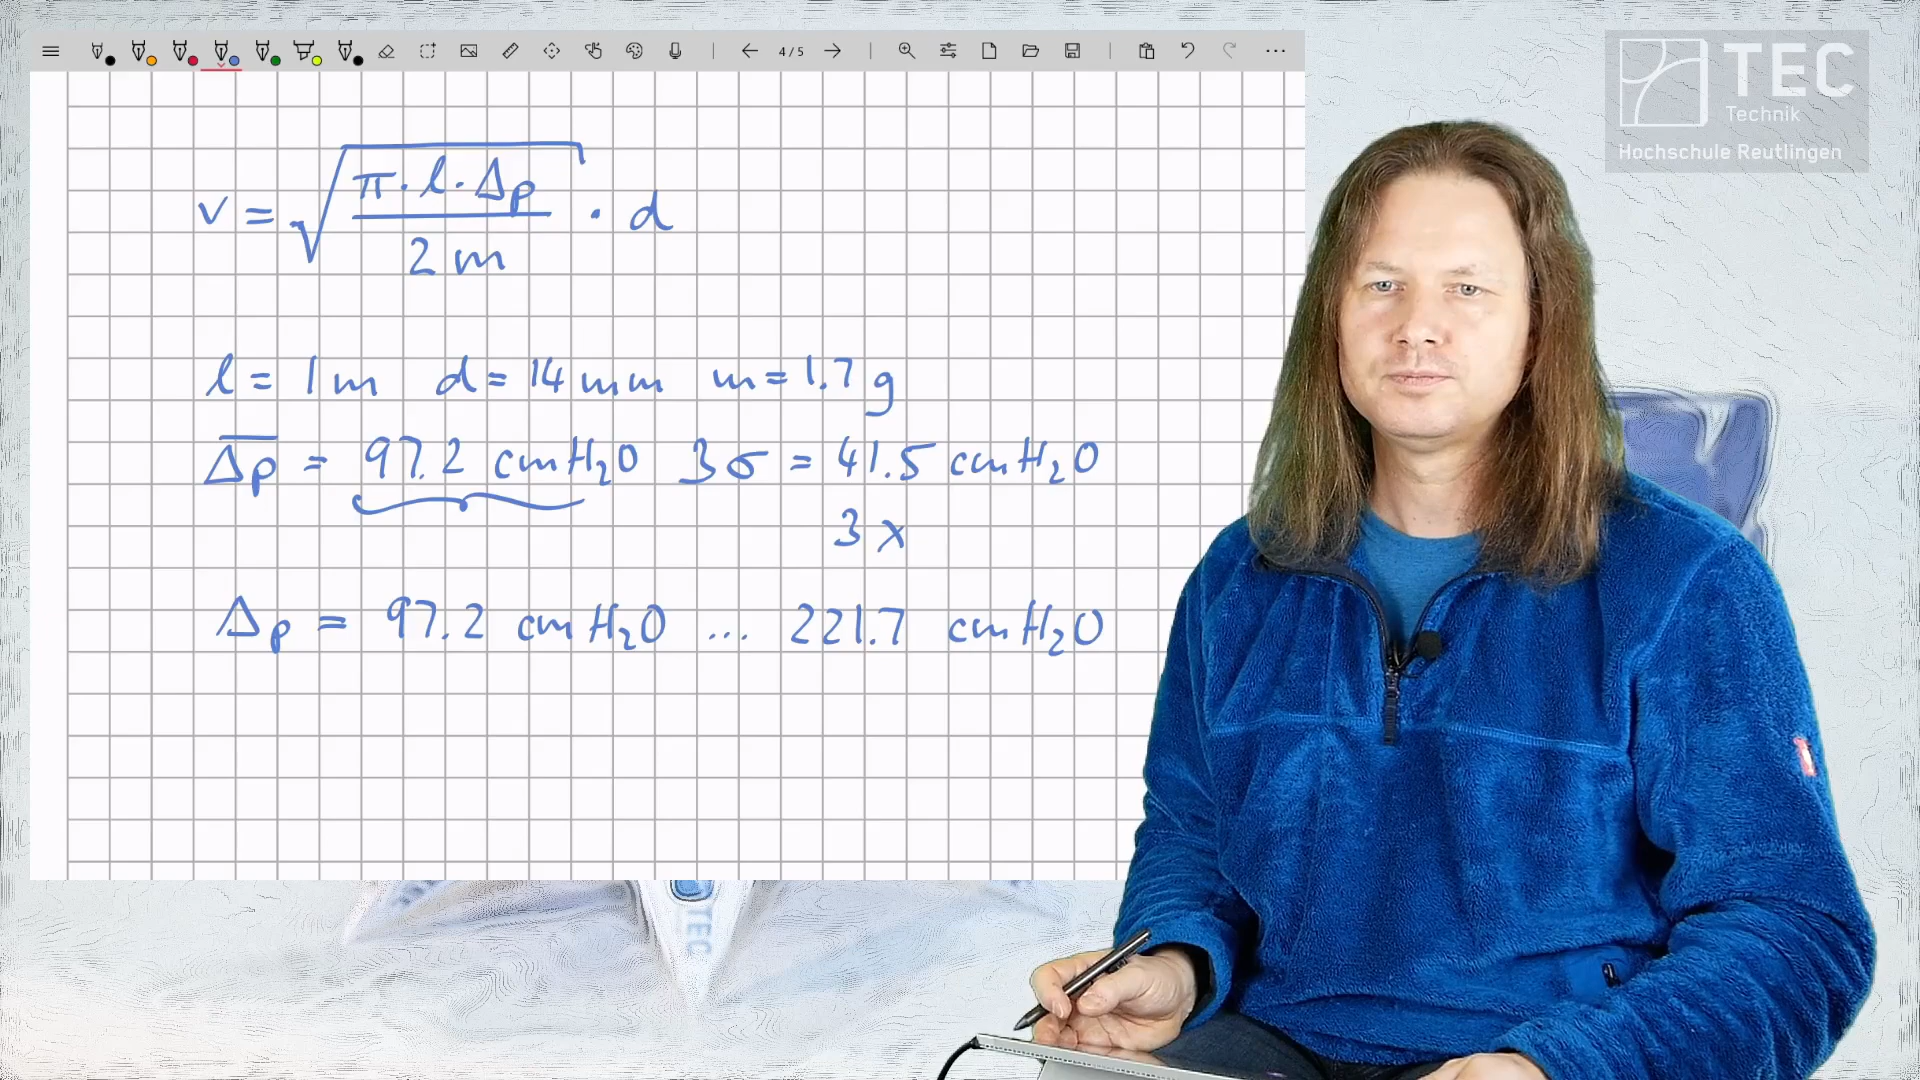 4 / 5
TEC
Technik
Hochschule Reutlingen
v = √(π · l · Δp / 2 m) · d
l = 1 m d = 14 mm m = 1.7 g
Δp̅ = 97.2 cmH₂O 3σ = 41.5 cmH₂O
3 x
Δp = 97.2 cmH₂O ... 221.7 cmH₂O
TEC